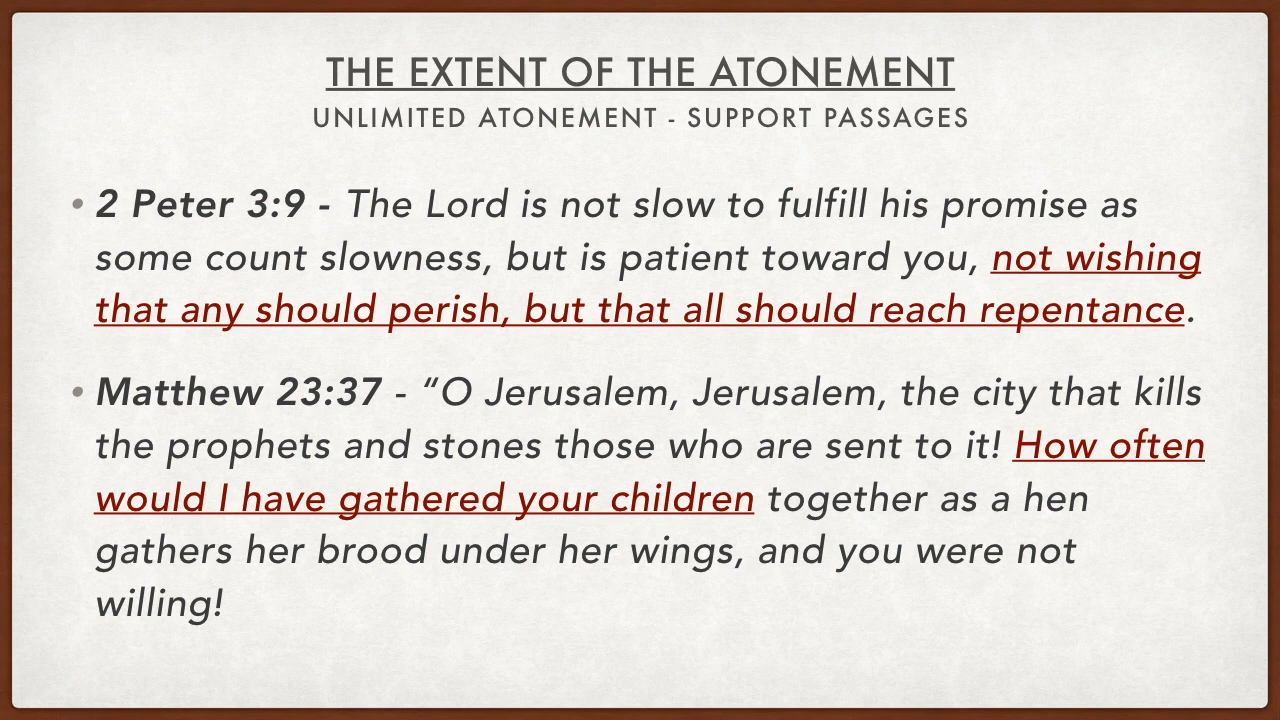 THE EXTENT OF THE ATONEMENT
UNLIMITED ATONEMENT - SUPPORT PASSAGES
• 2 Peter 3:9 - The Lord is not slow to fulfill his promise as
some count slowness, but is patient toward you, not wishing
that any should perish, but that all should reach repentance.
• Matthew 23:37 - “O Jerusalem, Jerusalem, the city that kills
the prophets and stones those who are sent to it! How often
would I have gathered your children together as a hen
gathers her brood under her wings, and you were not
willing!